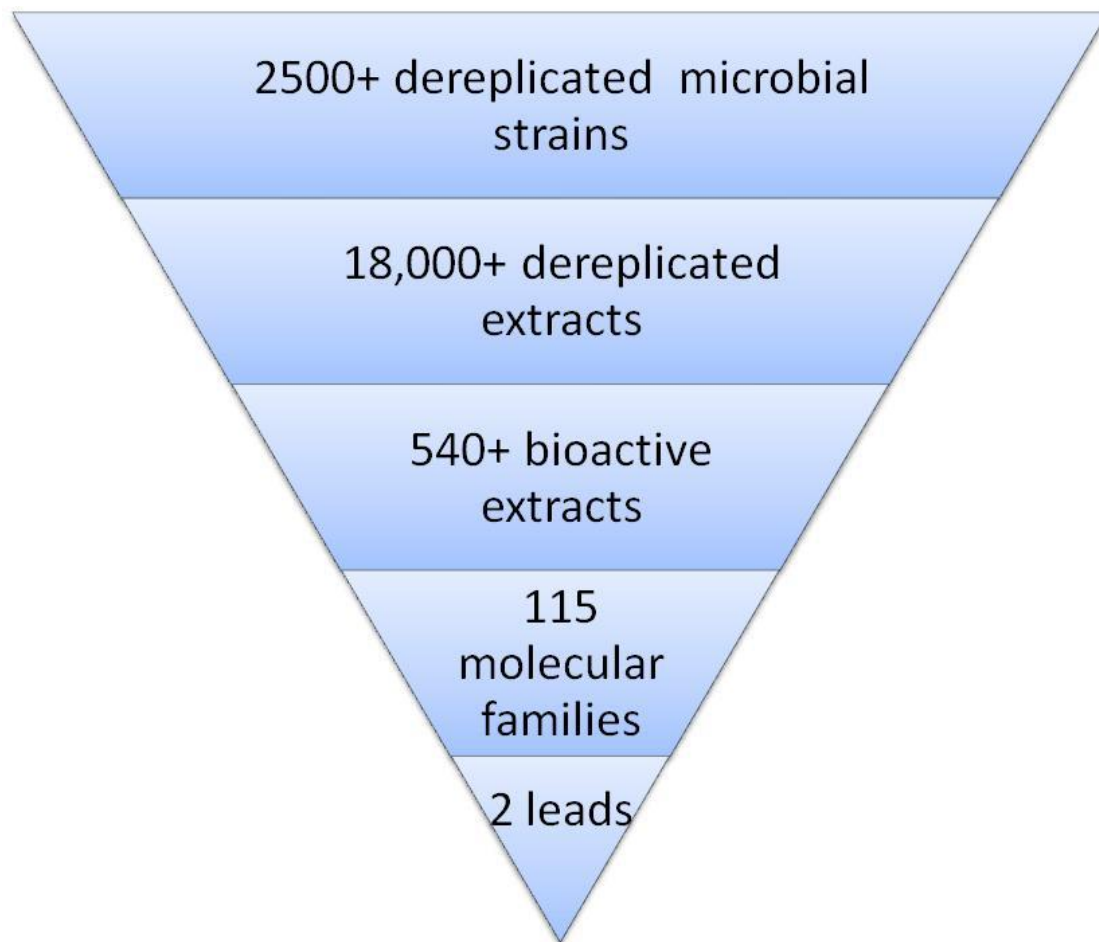 2500+ dereplicated microbial
strains
18,000+ dereplicated
extracts
540+ bioactive
extracts
115
molecular
families
2 leads